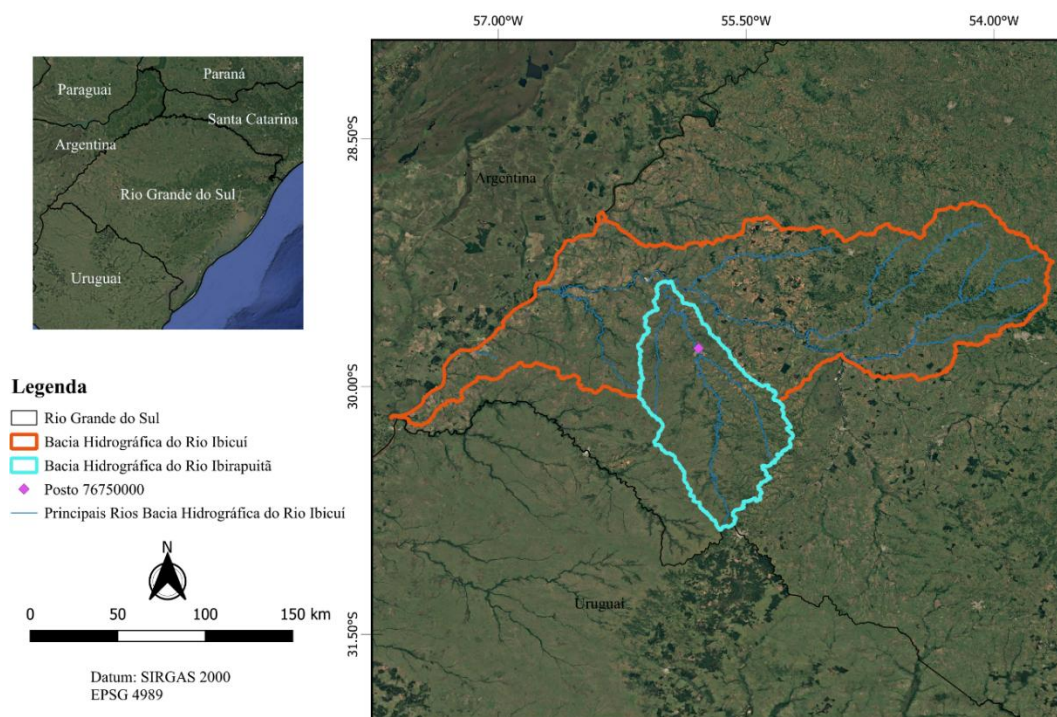 57.00°W
55.50°W
54.00°W
Paraguai
Paraná
Santa Catarina
Argentina
Rio Grande do Sul
Uruguai
28.50°S
30.00°S
31.50°S
Argentina
Uruguai
Legenda
Rio Grande do Sul
Bacia Hidrográfica do Rio Ibicuí
Bacia Hidrográfica do Rio Ibirapuitã
Posto 76750000
Principais Rios Bacia Hidrográfica do Rio Ibicuí
N
0 50 100 150 km
Datum: SIRGAS 2000
EPSG 4989